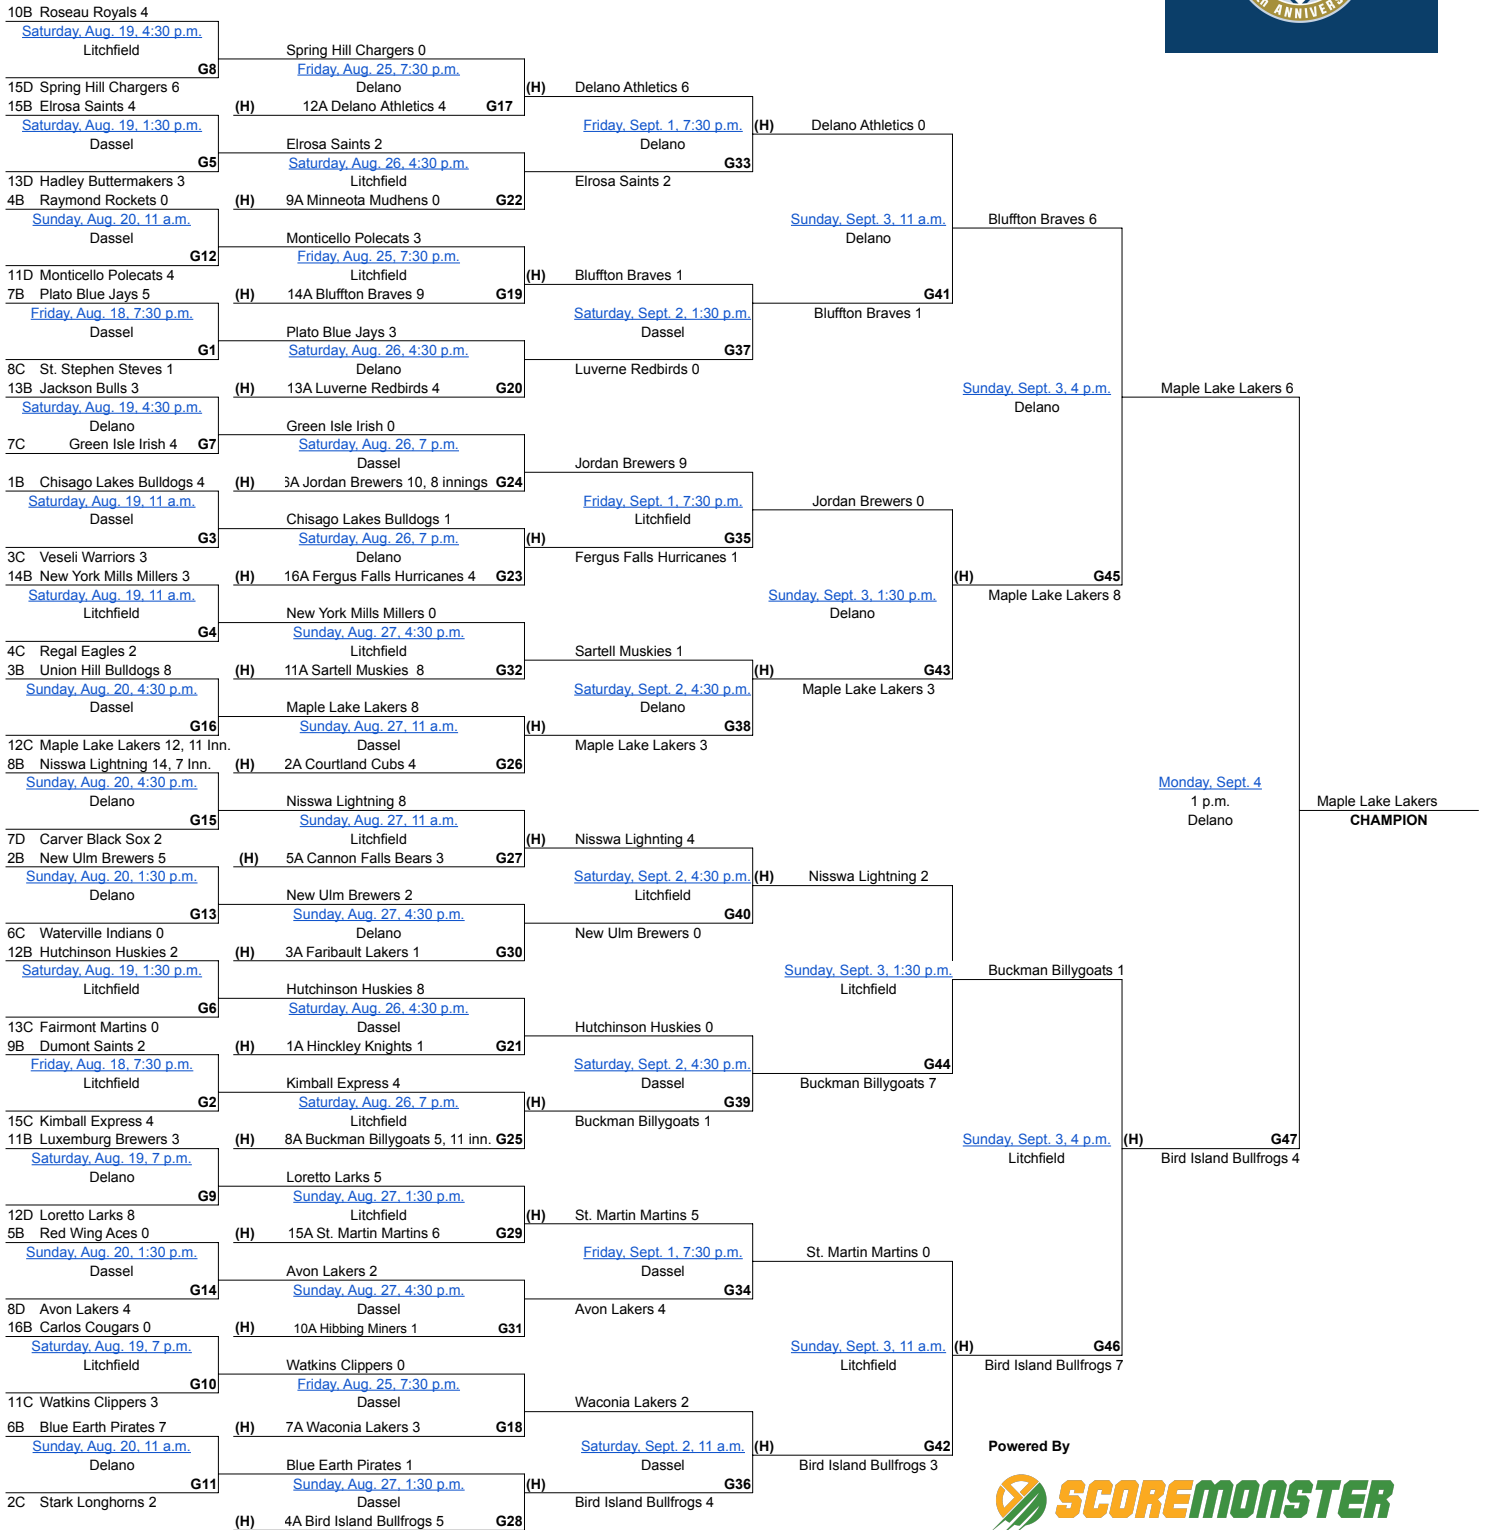 ANNIVERS
10B Roseau Royals 4
Saturday, Aug. 19, 4:30 p.m.
Litchfield
G8
15D Spring Hill Chargers 6
15B Elrosa Saints 4
Saturday, Aug. 19, 1:30 p.m.
Dassel
G5
13D Hadley Buttermakers 3
4B Raymond Rockets 0
Sunday, Aug. 20, 11 a.m.
Dassel
G12
11D Monticello Polecats 4
7B Plato Blue Jays 5
Friday, Aug. 18, 7:30 p.m.
Dassel
G1
8C St. Stephen Steves 1
13B Jackson Bulls 3
Saturday, Aug. 19, 4:30 p.m.
Delano
7C Green Isle Irish 4 G7
1B Chisago Lakes Bulldogs 4
Saturday, Aug. 19, 11 a.m.
Dassel
G3
3C Veseli Warriors 3
14B New York Mills Millers 3
Saturday, Aug. 19, 11 a.m.
Litchfield
G4
4C Regal Eagles 2
3B Union Hill Bulldogs 8
Sunday, Aug. 20, 4:30 p.m.
Dassel
G16
12C Maple Lake Lakers 12, 11 Inn.
8B Nisswa Lightning 14, 7 Inn.
Sunday, Aug. 20, 4:30 p.m.
Delano
G15
7D Carver Black Sox 2
2B New Ulm Brewers 5
Sunday, Aug. 20, 1:30 p.m.
Delano
G13
6C Waterville Indians 0
12B Hutchinson Huskies 2
Saturday, Aug. 19, 1:30 p.m.
Litchfield
G6
13C Fairmont Martins 0
9B Dumont Saints 2
Friday, Aug. 18, 7:30 p.m.
Litchfield
G2
15C Kimball Express 4
11B Luxemburg Brewers 3
Saturday, Aug. 19, 7 p.m.
Delano
G9
12D Loretto Larks 8
5B Red Wing Aces 0
Sunday, Aug. 20, 1:30 p.m.
Dassel
G14
8D Avon Lakers 4
16B Carlos Cougars 0
Saturday, Aug. 19, 7 p.m.
Litchfield
G10
11C Watkins Clippers 3
6B Blue Earth Pirates 7
Sunday, Aug. 20, 11 a.m.
Delano
G11
2C Stark Longhorns 2
Spring Hill Chargers 0
Friday, Aug. 25, 7:30 p.m.
Delano
(H) 12A Delano Athletics 4 G17
Elrosa Saints 2
Saturday, Aug. 26, 4:30 p.m.
Litchfield
(H) 9A Minneota Mudhens 0 G22
Monticello Polecats 3
Friday, Aug. 25, 7:30 p.m.
Litchfield
(H) 14A Bluffton Braves 9 G19
Plato Blue Jays 3
Saturday, Aug. 26, 4:30 p.m.
Delano
(H) 13A Luverne Redbirds 4 G20
Green Isle Irish 0
Saturday, Aug. 26, 7 p.m.
Dassel
(H) 6A Jordan Brewers 10, 8 innings G24
Chisago Lakes Bulldogs 1
Saturday, Aug. 26, 7 p.m.
Delano
(H) 16A Fergus Falls Hurricanes 4 G23
New York Mills Millers 0
Sunday, Aug. 27, 4:30 p.m.
Litchfield
(H) 11A Sartell Muskies 8 G32
Maple Lake Lakers 8
Sunday, Aug. 27, 11 a.m.
Dassel
(H) 2A Courtland Cubs 4 G26
Nisswa Lightning 8
Sunday, Aug. 27, 11 a.m.
Litchfield
(H) 5A Cannon Falls Bears 3 G27
New Ulm Brewers 2
Sunday, Aug. 27, 4:30 p.m.
Delano
(H) 3A Faribault Lakers 1 G30
Hutchinson Huskies 8
Saturday, Aug. 26, 4:30 p.m.
Dassel
(H) 1A Hinckley Knights 1 G21
Kimball Express 4
Saturday, Aug. 26, 7 p.m.
Litchfield
(H) 8A Buckman Billygoats 5, 11 inn. G25
Loretto Larks 5
Sunday, Aug. 27, 1:30 p.m.
Litchfield
(H) 15A St. Martin Martins 6 G29
Avon Lakers 2
Sunday, Aug. 27, 4:30 p.m.
Dassel
(H) 10A Hibbing Miners 1 G31
Watkins Clippers 0
Friday, Aug. 25, 7:30 p.m.
Dassel
(H) 7A Waconia Lakers 3 G18
Blue Earth Pirates 1
Sunday, Aug. 27, 1:30 p.m.
Dassel
(H) 4A Bird Island Bullfrogs 5 G28
(H) Delano Athletics 6
Friday, Sept. 1, 7:30 p.m.
Delano
G33
Elrosa Saints 2
(H) Bluffton Braves 1
Saturday, Sept. 2, 1:30 p.m.
Dassel
G37
Luverne Redbirds 0
Jordan Brewers 9
Friday, Sept. 1, 7:30 p.m.
Litchfield
(H) G35
Fergus Falls Hurricanes 1
Sartell Muskies 1
Saturday, Sept. 2, 4:30 p.m.
Delano
(H) G38
Maple Lake Lakers 3
(H) Nisswa Lighnting 4
Saturday, Sept. 2, 4:30 p.m.
Litchfield
G40
New Ulm Brewers 0
Hutchinson Huskies 0
Saturday, Sept. 2, 4:30 p.m.
Dassel
(H) G39
Buckman Billygoats 1
(H) St. Martin Martins 5
Friday, Sept. 1, 7:30 p.m.
Dassel
G34
Avon Lakers 4
Waconia Lakers 2
Saturday, Sept. 2, 11 a.m.
Dassel
(H) G36
Bird Island Bullfrogs 4
(H) Delano Athletics 0
Sunday, Sept. 3, 11 a.m.
Delano
G41
Bluffton Braves 1
Jordan Brewers 0
Sunday, Sept. 3, 1:30 p.m.
Delano
(H) G43
Maple Lake Lakers 3
(H) Nisswa Lightning 2
Sunday, Sept. 3, 1:30 p.m.
Litchfield
G44
Buckman Billygoats 7
St. Martin Martins 0
Sunday, Sept. 3, 11 a.m.
Litchfield
(H) G42
Bird Island Bullfrogs 3
Bluffton Braves 6
Sunday, Sept. 3, 4 p.m.
Delano
(H) G45
Maple Lake Lakers 8
Buckman Billygoats 1
Sunday, Sept. 3, 4 p.m.
Litchfield
(H) G46
Bird Island Bullfrogs 7
Maple Lake Lakers 6
Monday, Sept. 4
1 p.m.
Delano
(H) G47
Bird Island Bullfrogs 4
Maple Lake Lakers
CHAMPION
Powered By
SCOREMONSTER